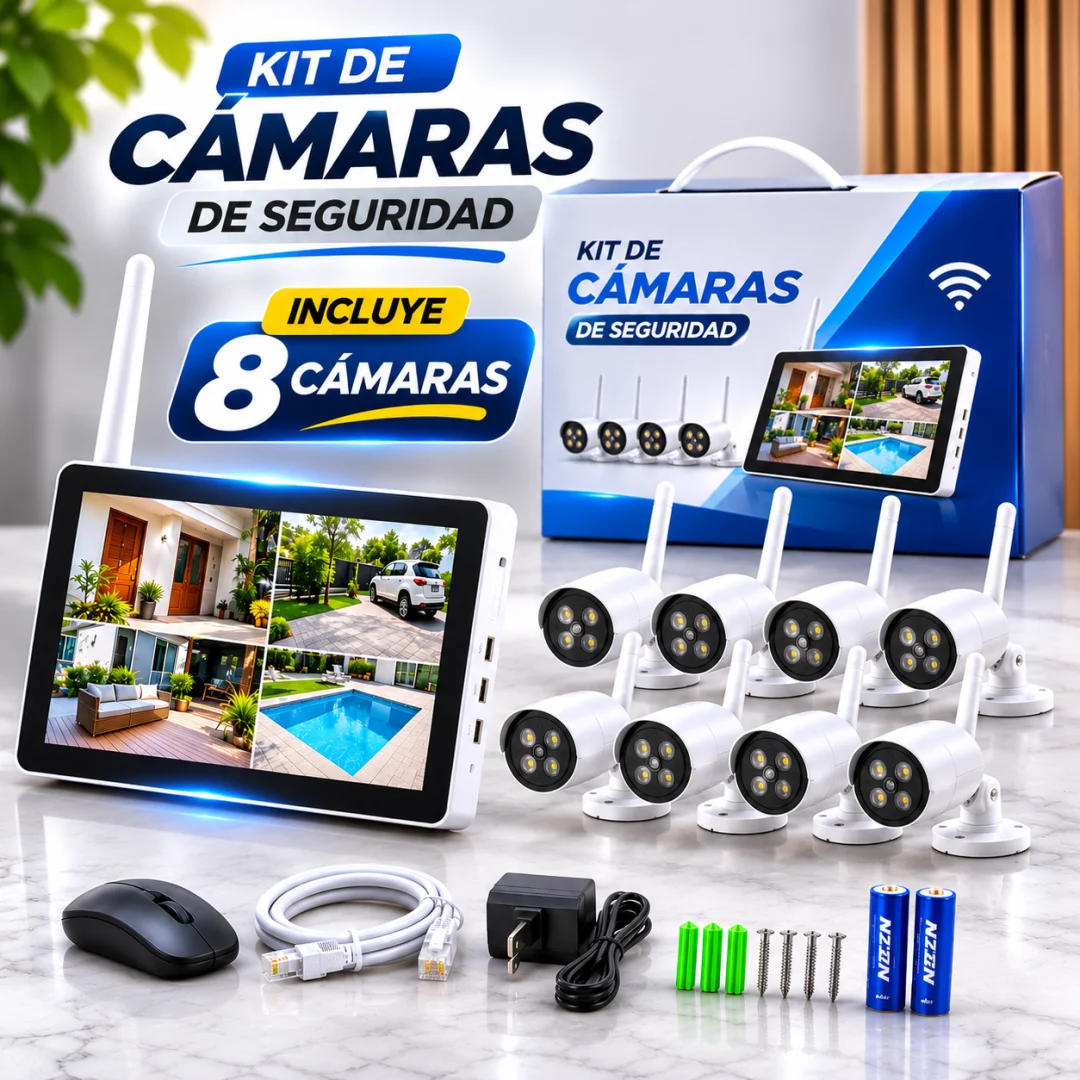 KIT DE
CÁMARAS
DE SEGURIDAD
INCLUYE
8 CÁMARAS
KIT DE
CÁMARAS
DE SEGURIDAD